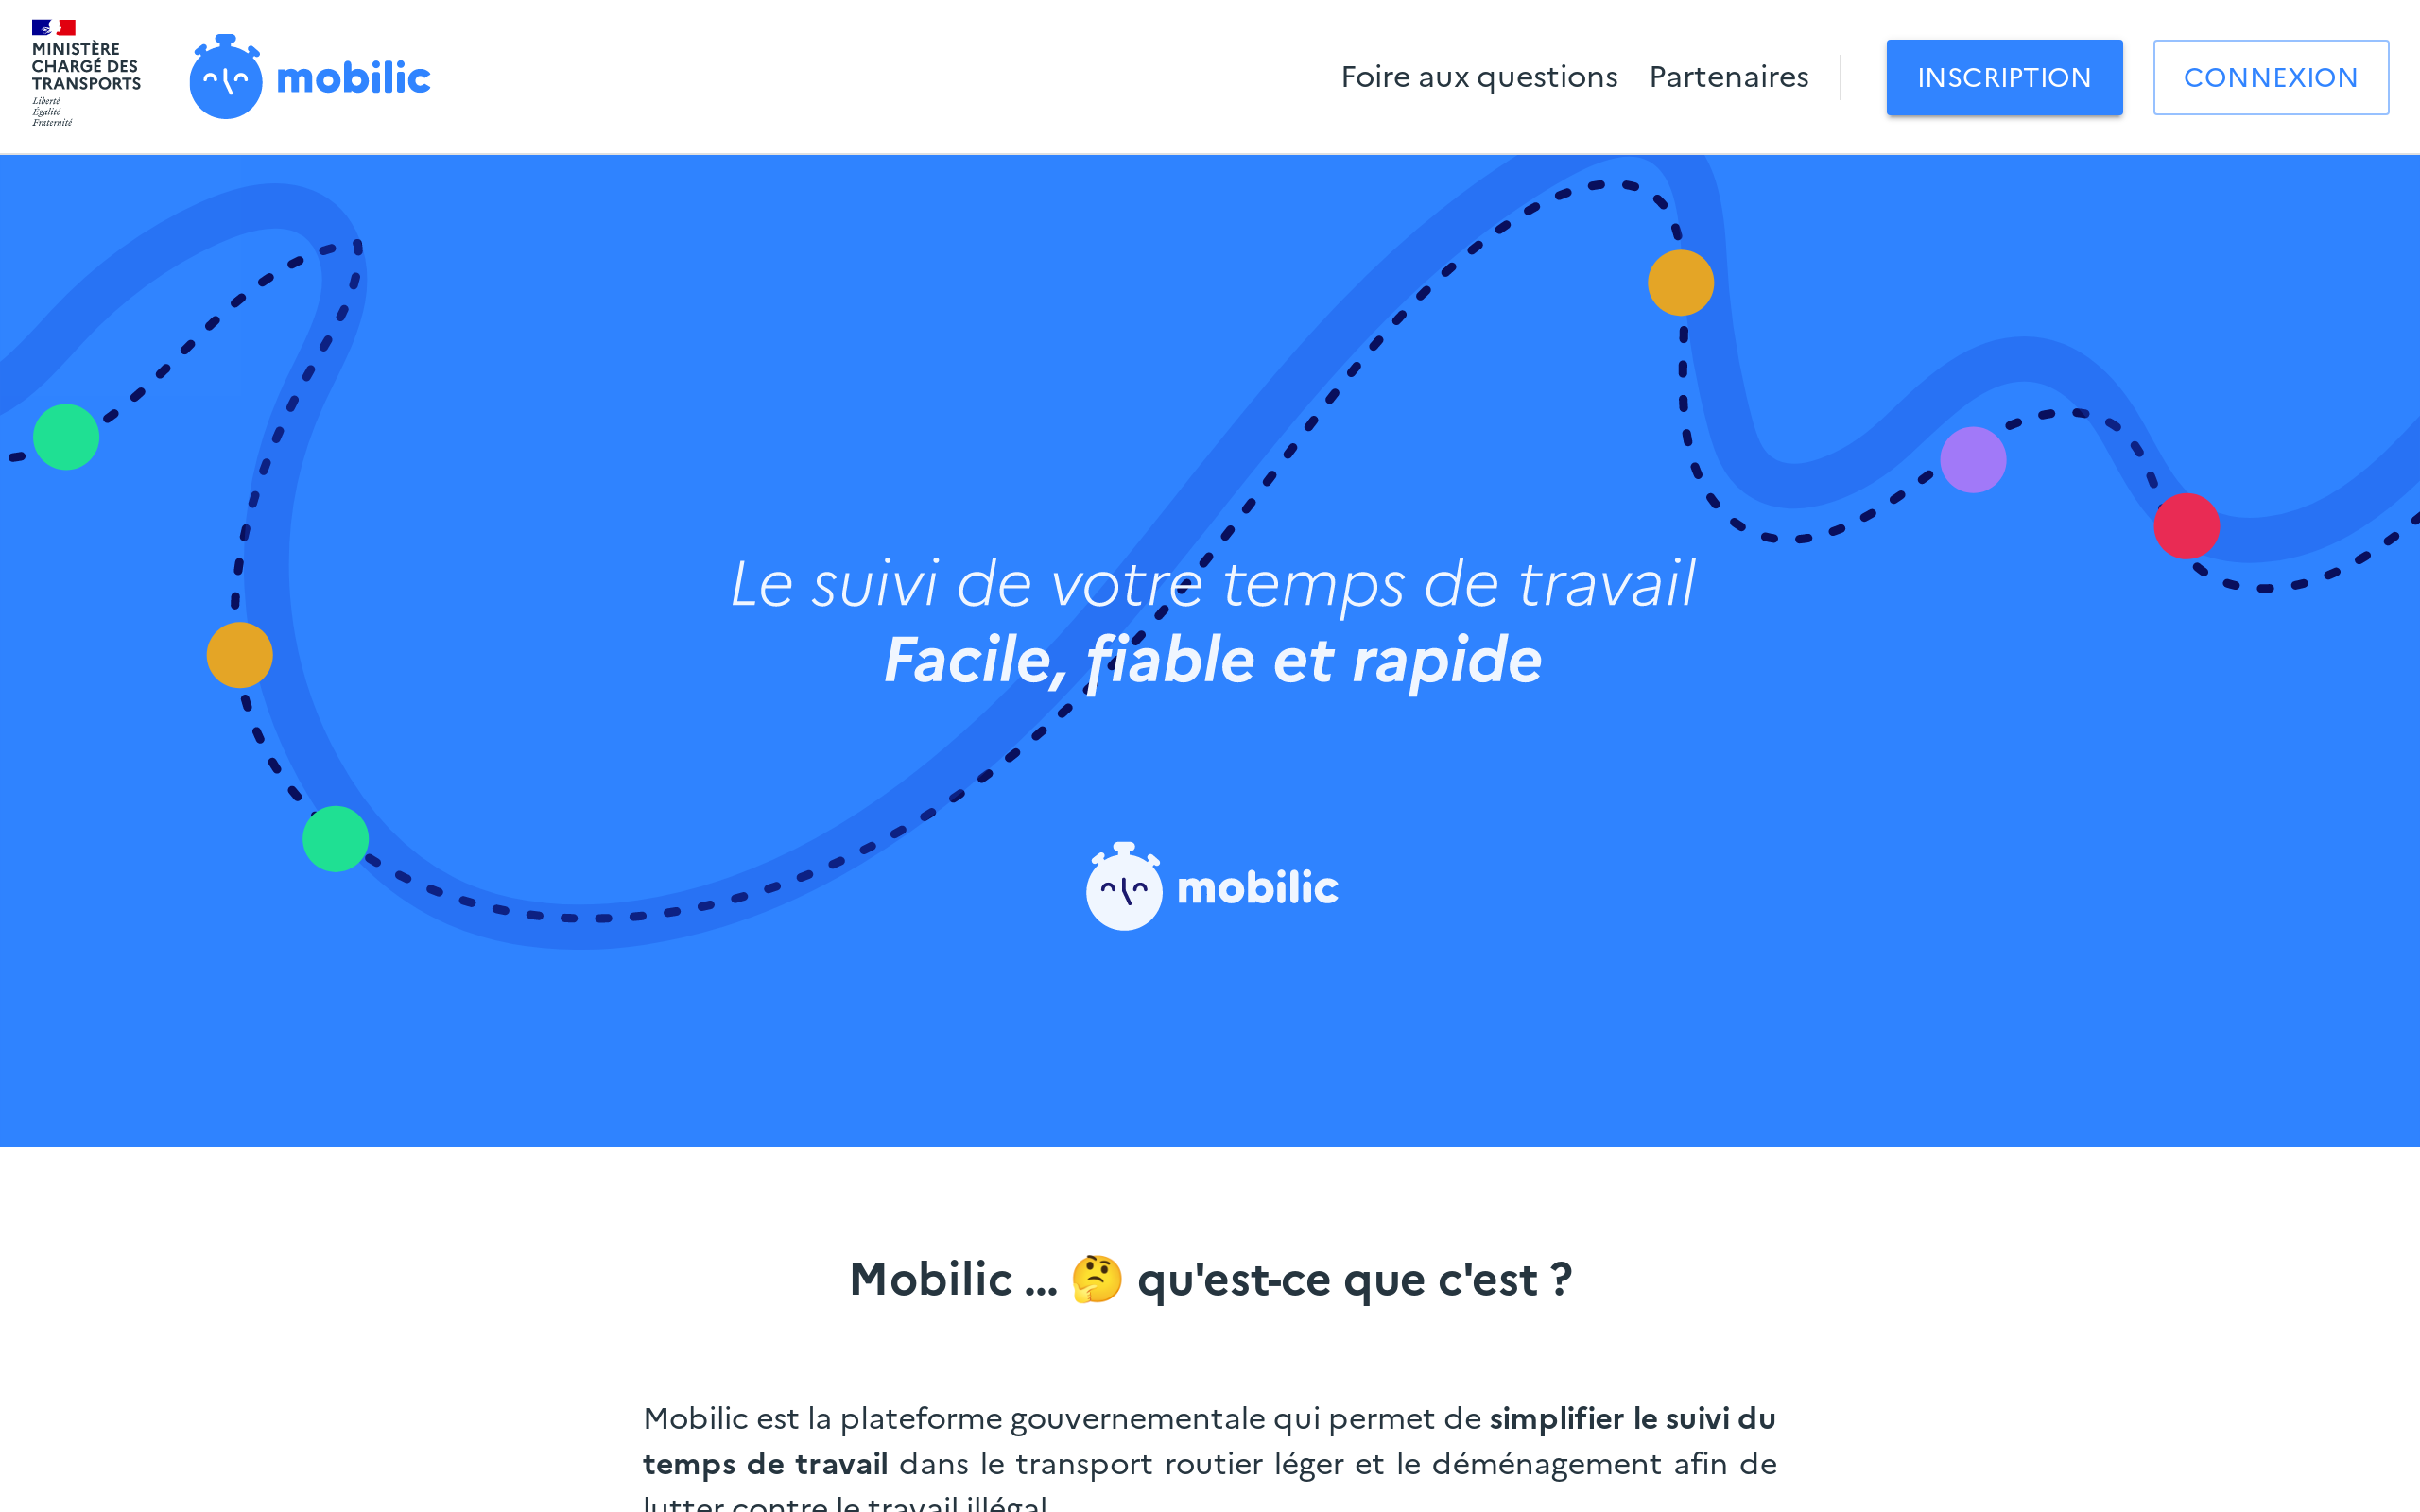 MINISTÈRE
CHARGÉ DES
TRANSPORTS
Liberté
Égalité
Fraternité
mobilic
Foire aux questions
Partenaires
INSCRIPTION
CONNEXION
Le suivi de votre temps de travail
Facile, fiable et rapide
mobilic
Mobilic ... 🤔 qu'est-ce que c'est ?
Mobilic est la plateforme gouvernementale qui permet de simplifier le suivi du
temps de travail dans le transport routier léger et le déménagement afin de
lutter contre le travail illégal